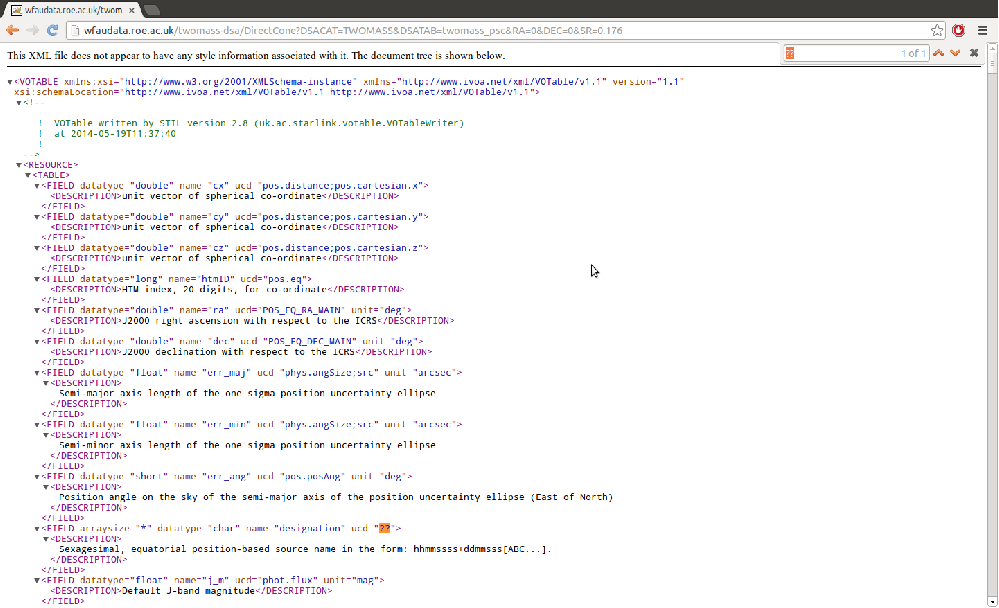 wfaudata.roe.ac.uk/twom ×
wfaudata.roe.ac.uk/twomass-dsa/DirectCone?DSACAT=TWOMASS&DSATAB=twomass_psc&RA=0&DEC=0&SR=0.176
This XML file does not appear to have any style information associated with it. The document tree is shown below.
?? 1 of 1
▼<VOTABLE xmlns:xsi="http://www.w3.org/2001/XMLSchema-instance" xmlns="http://www.ivoa.net/xml/VOTable/v1.1" version="1.1"
xsi:schemaLocation="http://www.ivoa.net/xml/VOTable/v1.1 http://www.ivoa.net/xml/VOTable/v1.1">
▼<!--
! VOTable written by STIL version 2.8 (uk.ac.starlink.votable.VOTableWriter)
! at 2014-05-19T11:37:40
!
-->
▼<RESOURCE>
▼<TABLE>
▼<FIELD datatype="double" name="cx" ucd="pos.distance;pos.cartesian.x">
<DESCRIPTION>unit vector of spherical co-ordinate</DESCRIPTION>
</FIELD>
▼<FIELD datatype="double" name="cy" ucd="pos.distance;pos.cartesian.y">
<DESCRIPTION>unit vector of spherical co-ordinate</DESCRIPTION>
</FIELD>
▼<FIELD datatype="double" name="cz" ucd="pos.distance;pos.cartesian.z">
<DESCRIPTION>unit vector of spherical co-ordinate</DESCRIPTION>
</FIELD>
▼<FIELD datatype="long" name="htmID" ucd="pos.eq">
<DESCRIPTION>HTM index, 20 digits, for co-ordinate</DESCRIPTION>
</FIELD>
▼<FIELD datatype="double" name="ra" ucd="POS_EQ_RA_MAIN" unit="deg">
<DESCRIPTION>J2000 right ascension with respect to the ICRS</DESCRIPTION>
</FIELD>
▼<FIELD datatype="double" name="dec" ucd="POS_EQ_DEC_MAIN" unit="deg">
<DESCRIPTION>J2000 declination with respect to the ICRS</DESCRIPTION>
</FIELD>
▼<FIELD datatype="float" name="err_maj" ucd="phys.angSize;src" unit="arcsec">
▼<DESCRIPTION>
Semi-major axis length of the one sigma position uncertainty ellipse
</DESCRIPTION>
</FIELD>
▼<FIELD datatype="float" name="err_min" ucd="phys.angSize;src" unit="arcsec">
▼<DESCRIPTION>
Semi-minor axis length of the one sigma position uncertainty ellipse
</DESCRIPTION>
</FIELD>
▼<FIELD datatype="short" name="err_ang" ucd="pos.posAng" unit="deg">
▼<DESCRIPTION>
Position angle on the sky of the semi-major axis of the position uncertainty ellipse (East of North)
</DESCRIPTION>
</FIELD>
▼<FIELD arraysize="*" datatype="char" name="designation" ucd="??">
▼<DESCRIPTION>
Sexagesimal, equatorial position-based source name in the form: hhmmssss+ddmmsss[ABC...].
</DESCRIPTION>
</FIELD>
▼<FIELD datatype="float" name="j_m" ucd="phot.flux" unit="mag">
<DESCRIPTION>Default J-band magnitude</DESCRIPTION>
</FIELD>